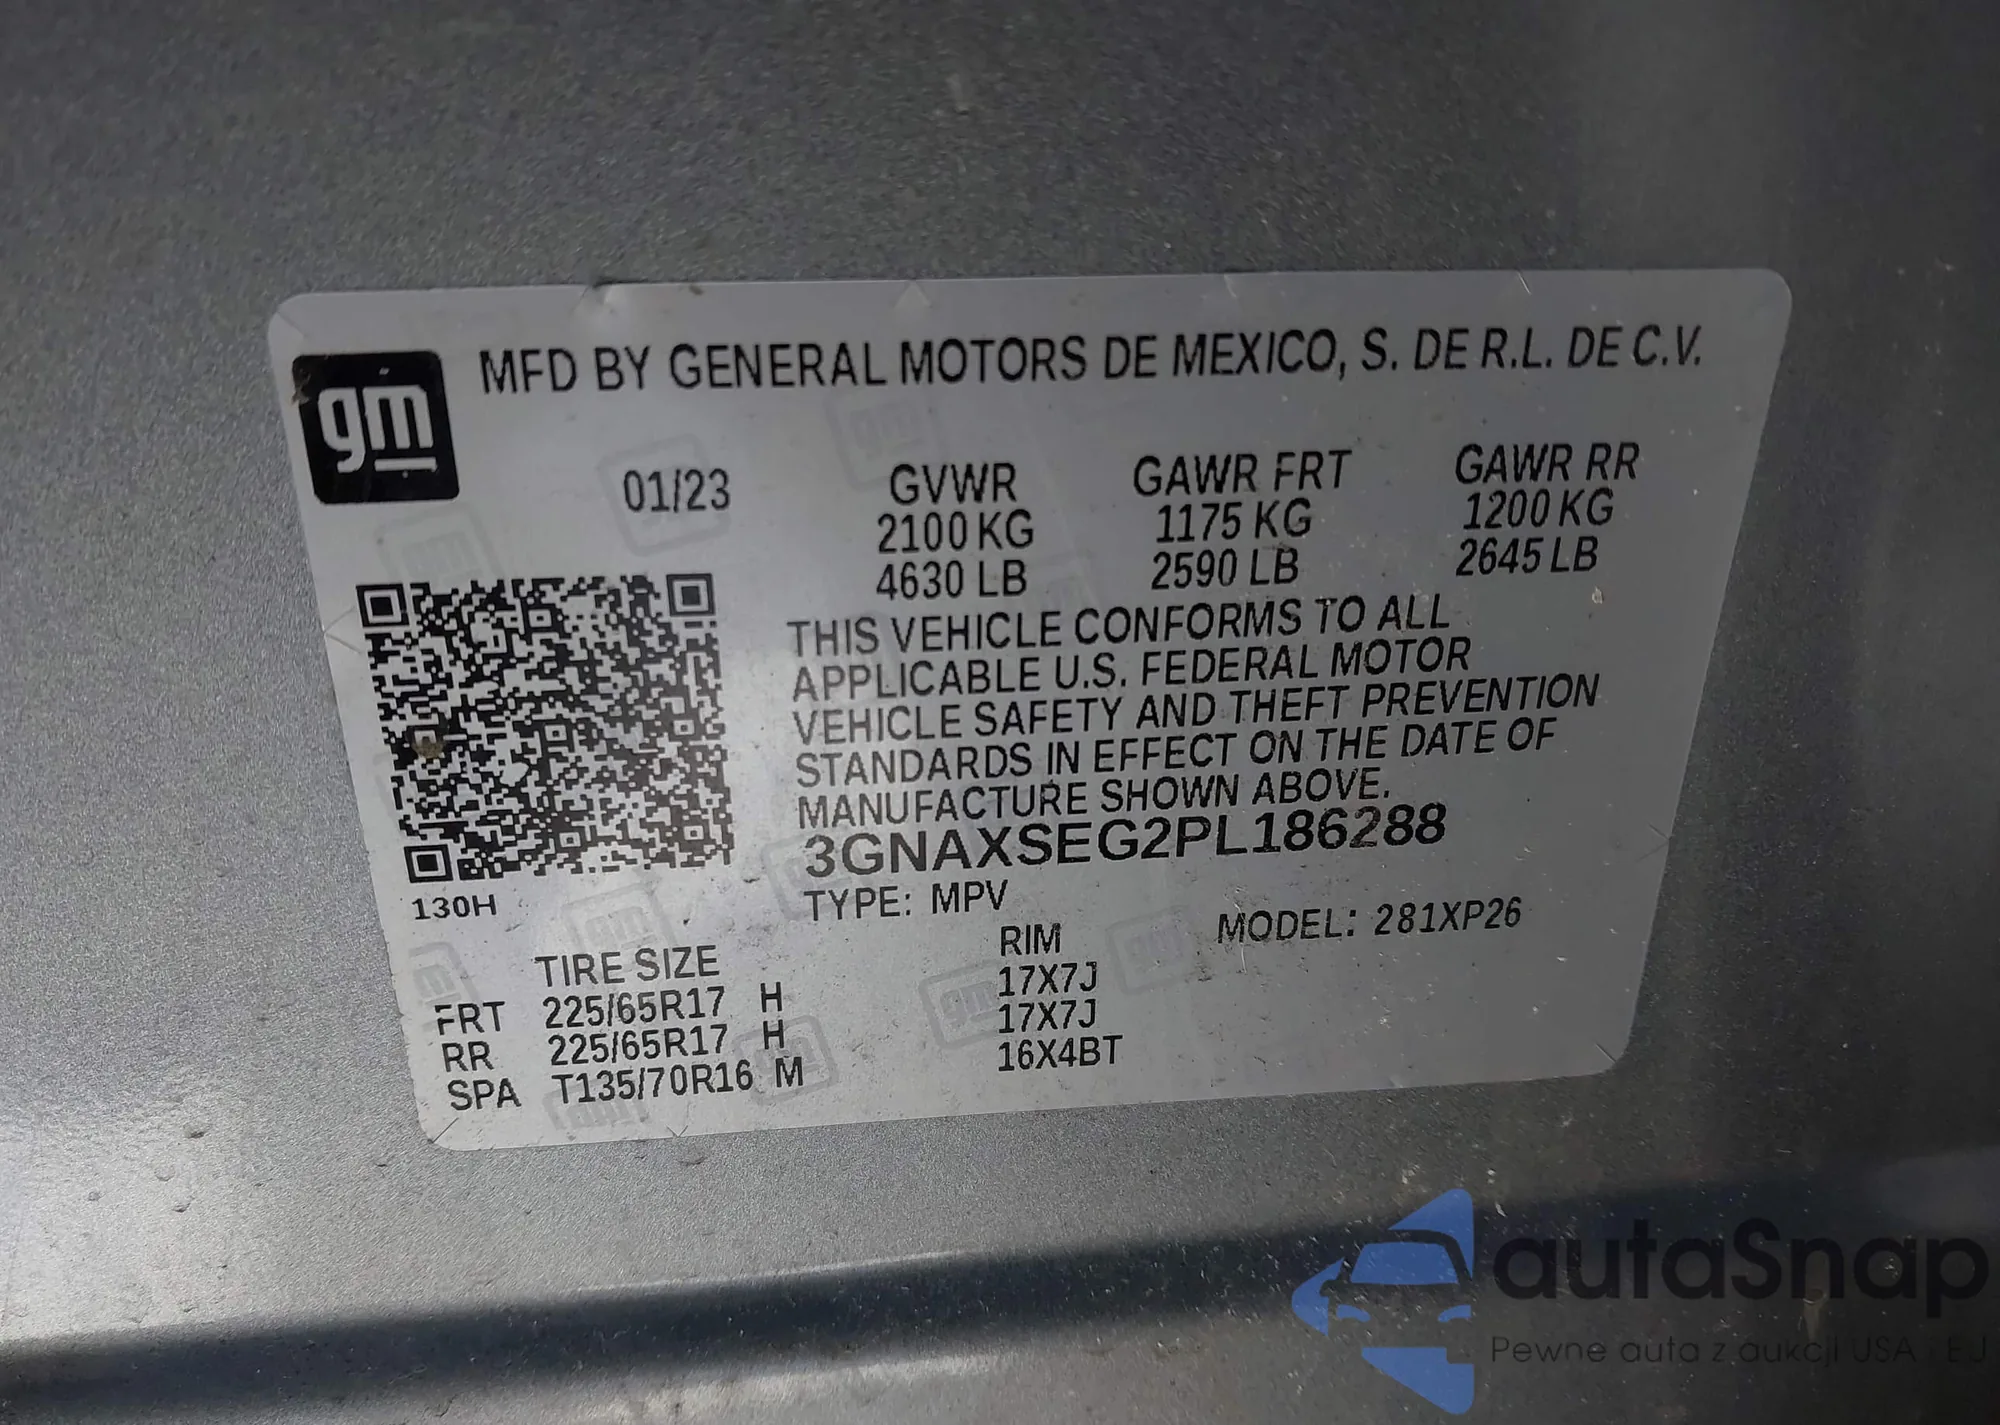 gm
MFD BY GENERAL MOTORS DE MEXICO, S. DE R.L. DE C.V.
01/23
GVWR GAWR FRT GAWR RR
2100 KG 1175 KG 1200 KG
4630 LB 2590 LB 2645 LB
THIS VEHICLE CONFORMS TO ALL
APPLICABLE U.S. FEDERAL MOTOR
VEHICLE SAFETY AND THEFT PREVENTION
STANDARDS IN EFFECT ON THE DATE OF
MANUFACTURE SHOWN ABOVE.
3GNAXSEG2PL186288
130H
TYPE: MPV
MODEL: 281XP26
TIRE SIZE RIM
FRT 225/65R17 H 17X7J
RR 225/65R17 H 17X7J
SPA T135/70R16 M 16X4BT
autaSnap
Pewne auta z aukcji USA i EU